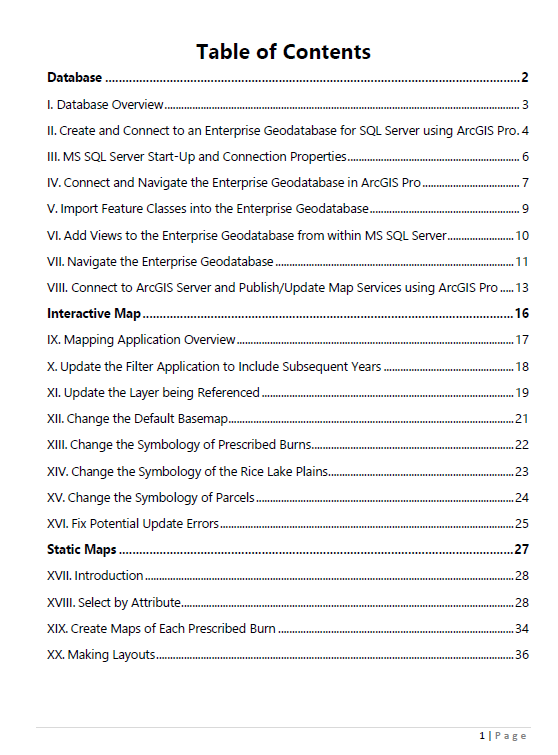 Table of Contents
Database ........ 2
I. Database Overview ........ 3
II. Create and Connect to an Enterprise Geodatabase for SQL Server using ArcGIS Pro. 4
III. MS SQL Server Start-Up and Connection Properties ........ 6
IV. Connect and Navigate the Enterprise Geodatabase in ArcGIS Pro ........ 7
V. Import Feature Classes into the Enterprise Geodatabase ........ 9
VI. Add Views to the Enterprise Geodatabase from within MS SQL Server ........ 10
VII. Navigate the Enterprise Geodatabase ........ 11
VIII. Connect to ArcGIS Server and Publish/Update Map Services using ArcGIS Pro ..... 13
Interactive Map ........ 16
IX. Mapping Application Overview ........ 17
X. Update the Filter Application to Include Subsequent Years ........ 18
XI. Update the Layer being Referenced ........ 19
XII. Change the Default Basemap ........ 21
XIII. Change the Symbology of Prescribed Burns ........ 22
XIV. Change the Symbology of the Rice Lake Plains ........ 23
XV. Change the Symbology of Parcels ........ 24
XVI. Fix Potential Update Errors ........ 25
Static Maps ........ 27
XVII. Introduction ........ 28
XVIII. Select by Attribute ........ 28
XIX. Create Maps of Each Prescribed Burn ........ 34
XX. Making Layouts ........ 36
1 | Page